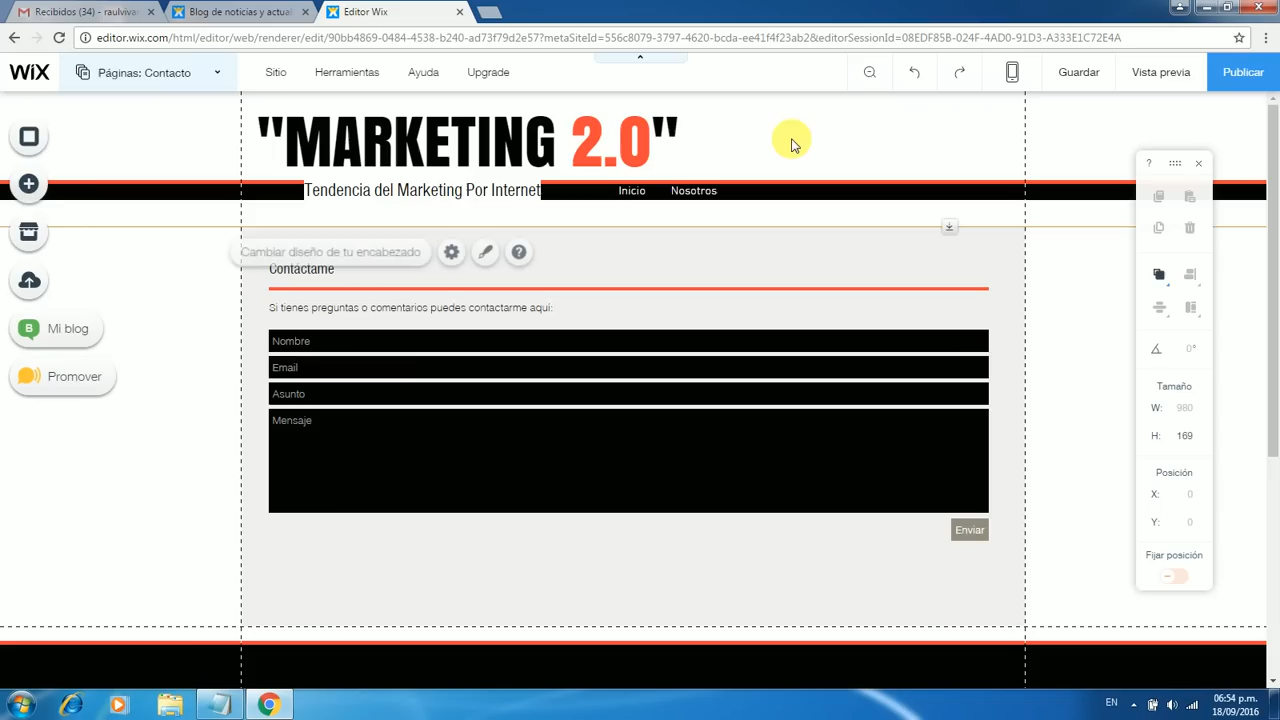 Recibidos (34) - raulvivar
Blog de noticias y actual
Editor Wix
editor.wix.com/html/editor/web/renderer/edit/90bb4869-0484-4538-b240-ad73f79d2e57?metaSiteId=556c8079-3797-4620-bcda-ee41f4f23ab2&editorSessionId=08EDF85B-024F-4AD0-91D3-A333E1C72E4A
WiX
Páginas: Contacto
Sitio
Herramientas
Ayuda
Upgrade
Guardar
Vista previa
Publicar
"MARKETING 2.0"
Tendencia del Marketing Por Internet
Inicio
Nosotros
Cambiar diseño de tu encabezado
?
Contáctame
Si tienes preguntas o comentarios puedes contactarme aquí:
Nombre
Email
Asunto
Mensaje
Enviar
B Mi blog
Promover
?
0°
Tamaño
W: 980
H: 169
Posición
X: 0
Y: 0
Fijar posición
EN
06:54 p.m.
18/09/2016